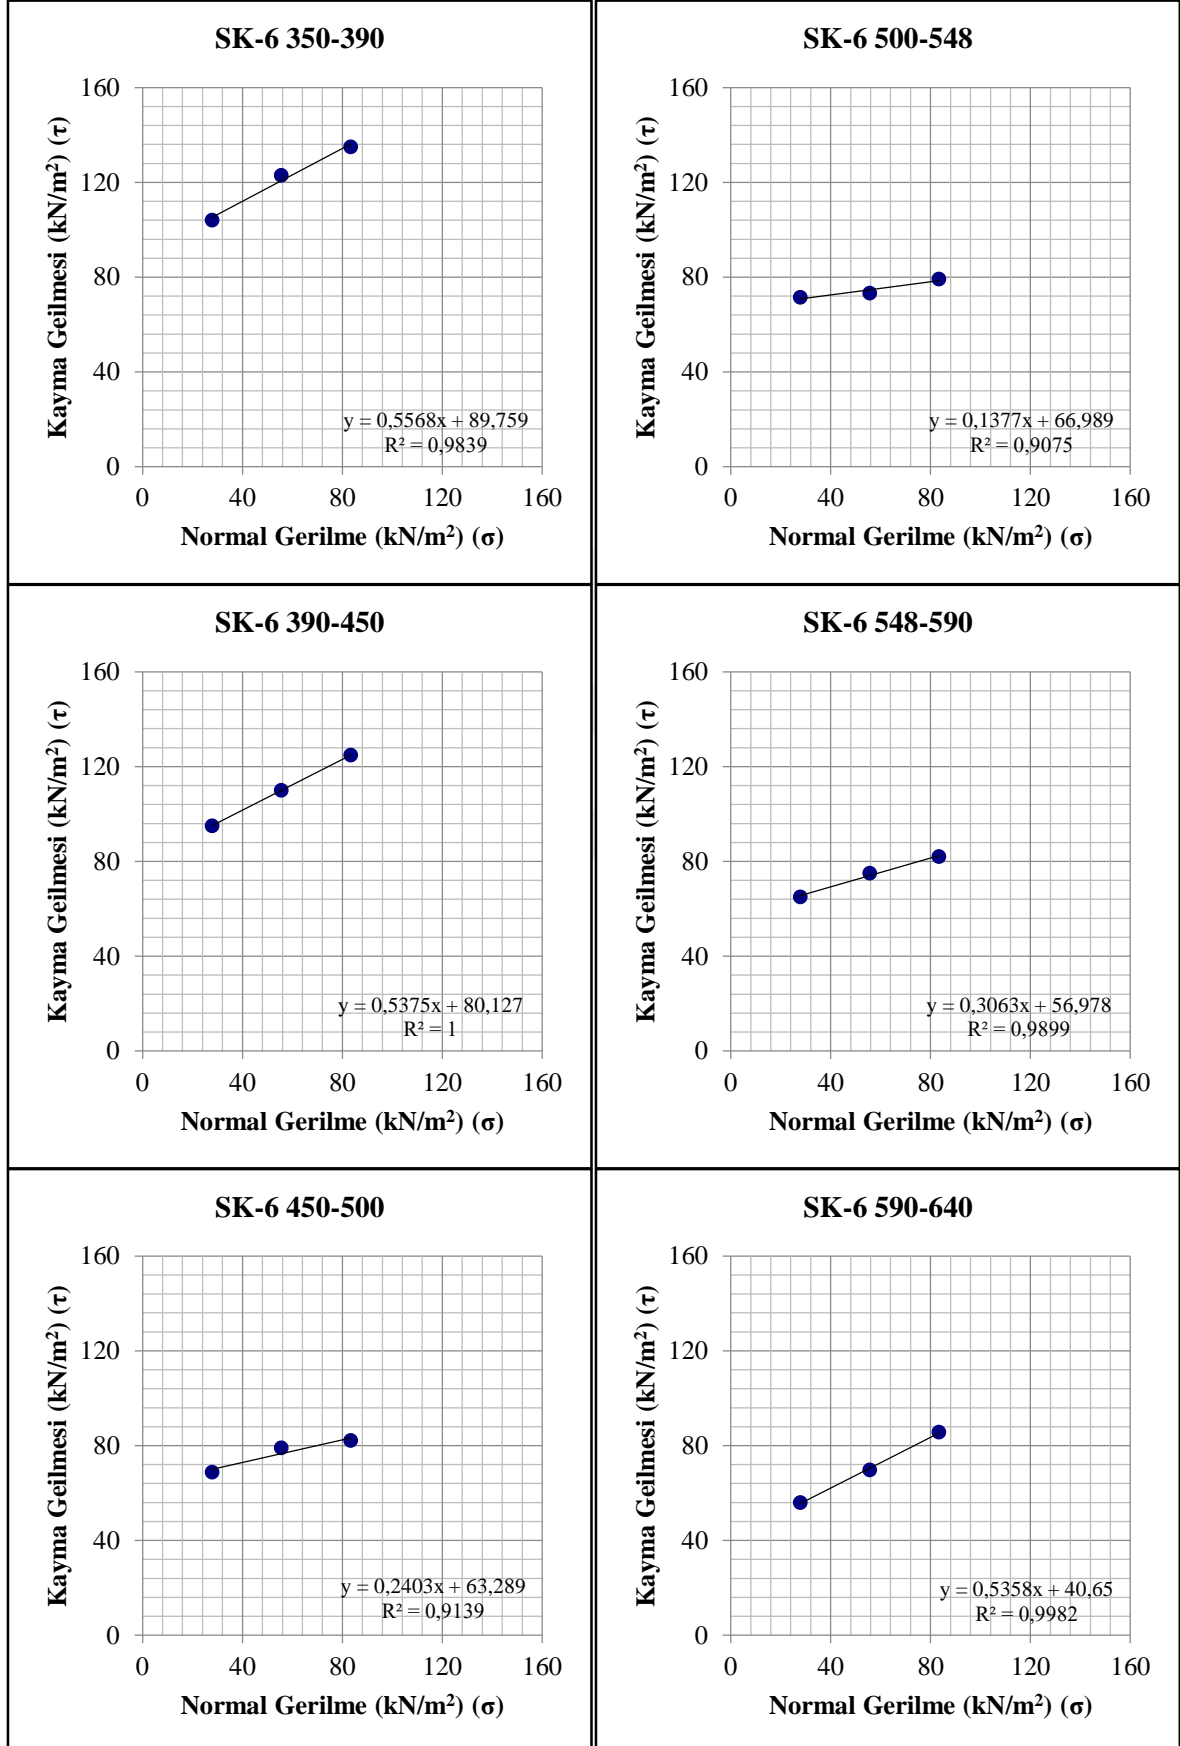 SK-6 350-390
Kayma Geilmesi (kN/m²) (τ)
160
120
80
40
0
y = 0,5568x + 89,759
R² = 0,9839
0 40 80 120 160
Normal Gerilme (kN/m²) (σ)
SK-6 500-548
Kayma Geilmesi (kN/m²) (τ)
160
120
80
40
0
y = 0,1377x + 66,989
R² = 0,9075
0 40 80 120 160
Normal Gerilme (kN/m²) (σ)
SK-6 390-450
Kayma Geilmesi (kN/m²) (τ)
160
120
80
40
0
y = 0,5375x + 80,127
R² = 1
0 40 80 120 160
Normal Gerilme (kN/m²) (σ)
SK-6 548-590
Kayma Geilmesi (kN/m²) (τ)
160
120
80
40
0
y = 0,3063x + 56,978
R² = 0,9899
0 40 80 120 160
Normal Gerilme (kN/m²) (σ)
SK-6 450-500
Kayma Geilmesi (kN/m²) (τ)
160
120
80
40
0
y = 0,2403x + 63,289
R² = 0,9139
0 40 80 120 160
Normal Gerilme (kN/m²) (σ)
SK-6 590-640
Kayma Geilmesi (kN/m²) (τ)
160
120
80
40
0
y = 0,5358x + 40,65
R² = 0,9982
0 40 80 120 160
Normal Gerilme (kN/m²) (σ)